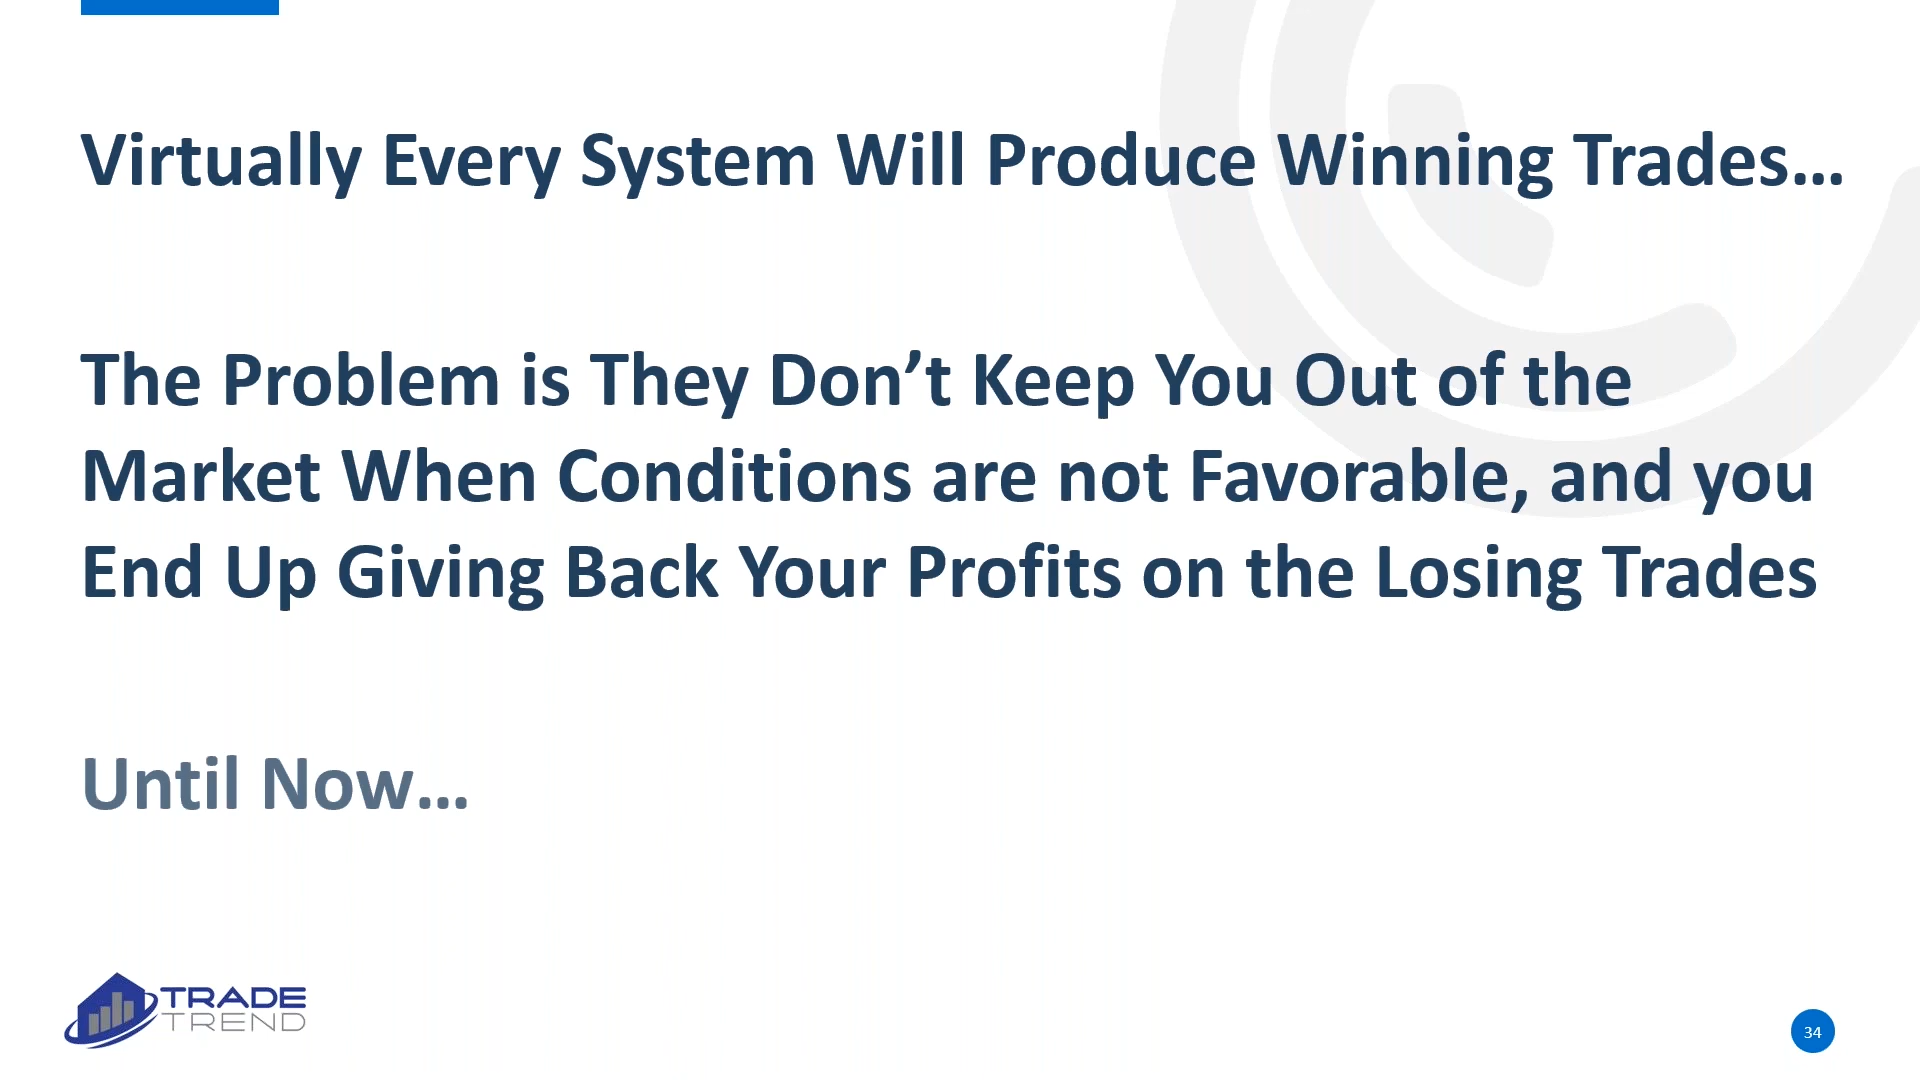 Virtually Every System Will Produce Winning Trades…
The Problem is They Don’t Keep You Out of the
Market When Conditions are not Favorable, and you
End Up Giving Back Your Profits on the Losing Trades
Until Now…
TRADE
TREND
34